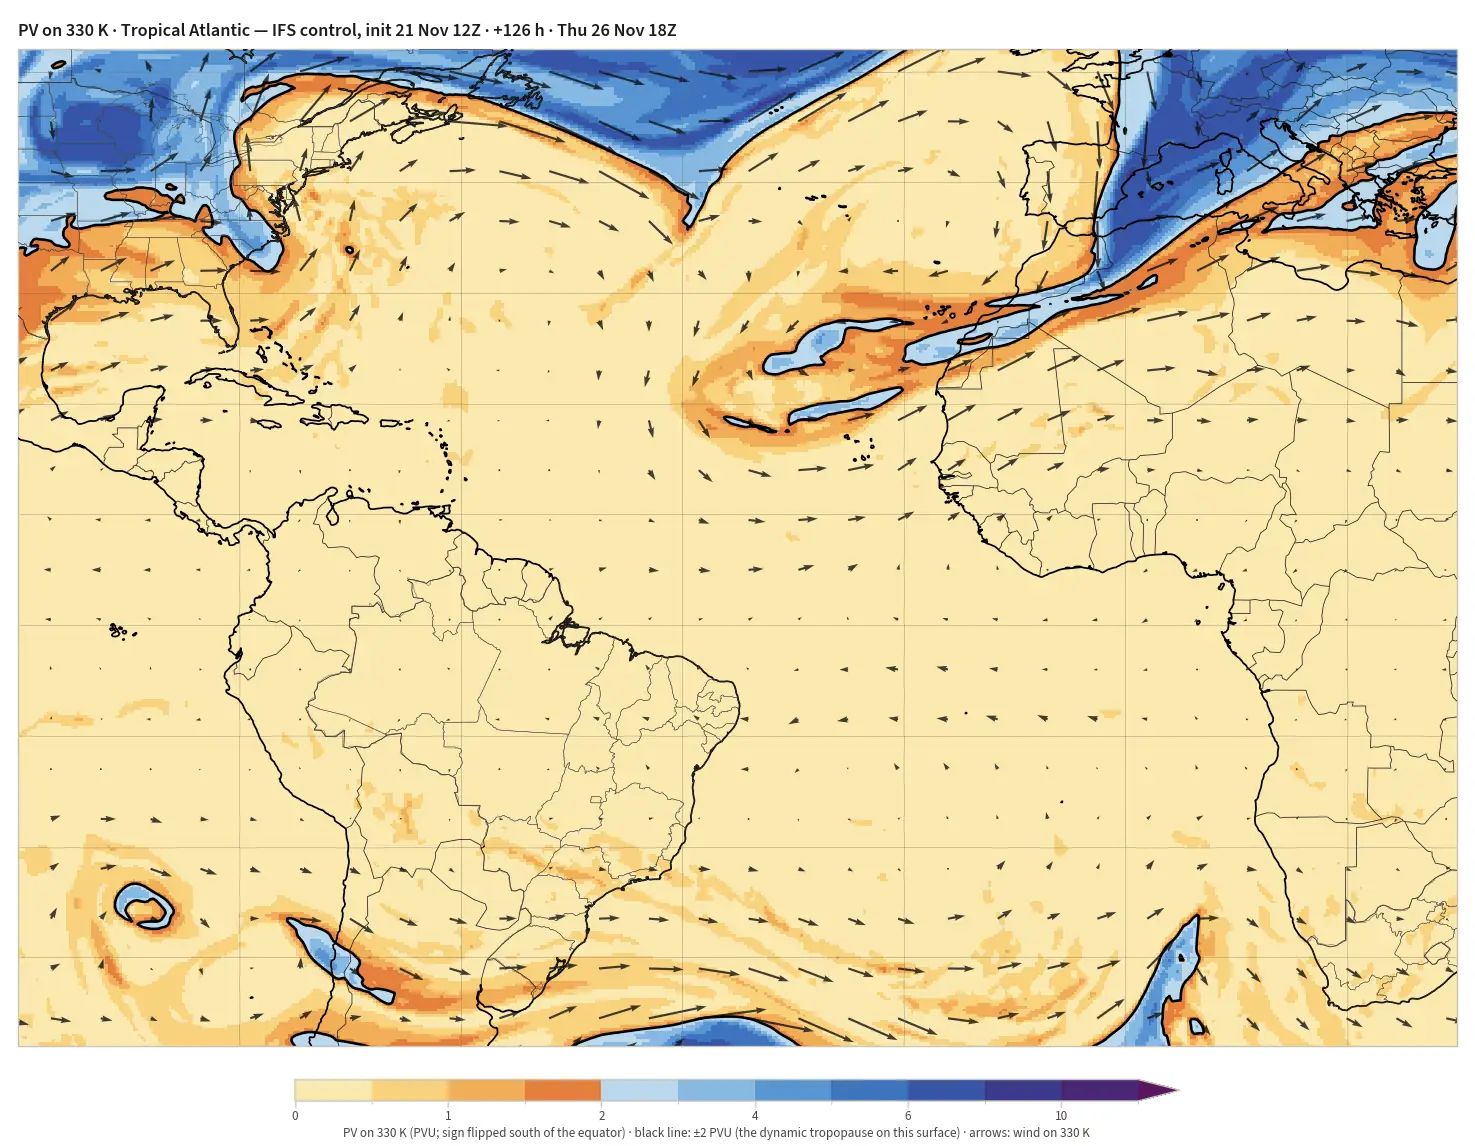 PV on 330 K · Tropical Atlantic — IFS control, init 21 Nov 12Z · +126 h · Thu 26 Nov 18Z
0 1 2 4 6 10
PV on 330 K (PVU; sign flipped south of the equator) · black line: ±2 PVU (the dynamic tropopause on this surface) · arrows: wind on 330 K